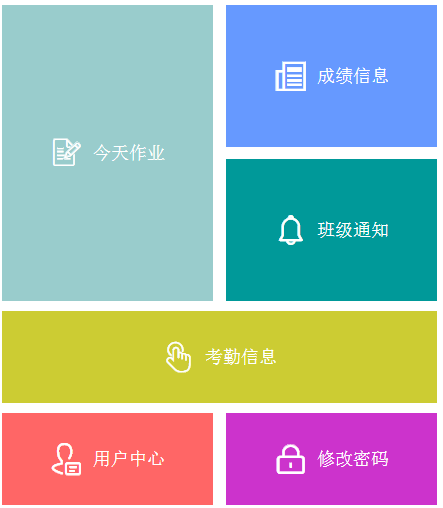 今天作业
成绩信息
班级通知
考勤信息
用户中心
修改密码